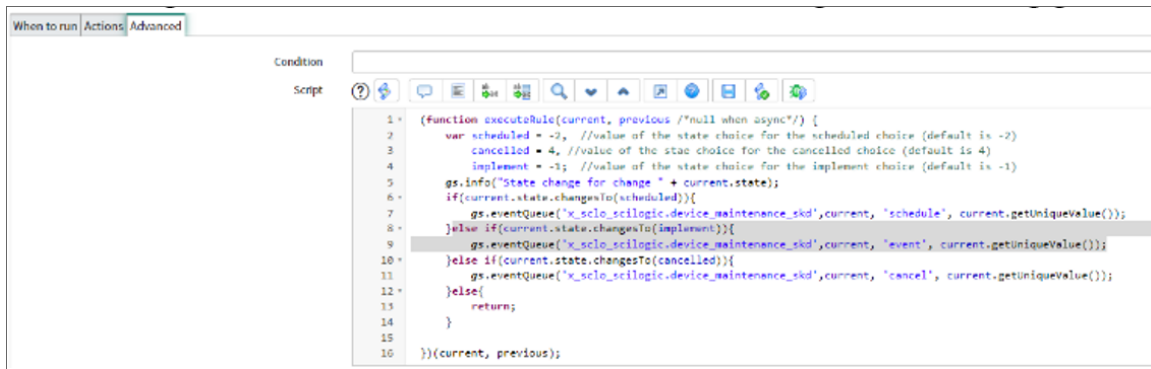 When to run Actions Advanced
Condition
Script
1 (function executeRule(current, previous /*null when async*/) {
2 var scheduled = -2, //value of the state choice for the scheduled choice (default is -2)
3 cancelled = 4, //value of the stae choice for the cancelled choice (default is 4)
4 implement = -1; //value of the state choice for the implement choice (default is -1)
5 gs.info("State change for change " + current.state);
6 if(current.state.changesTo(scheduled)){
7 gs.eventQueue('x_sclo_scilogic.device_maintenance_skd',current, 'schedule', current.getUniqueValue());
8 }else if(current.state.changesTo(implement)){
9 gs.eventQueue('x_sclo_scilogic.device_maintenance_skd',current, 'event', current.getUniqueValue());
10 }else if(current.state.changesTo(cancelled)){
11 gs.eventQueue('x_sclo_scilogic.device_maintenance_skd',current, 'cancel', current.getUniqueValue());
12 }else{
13 return;
14 }
15
16 })(current, previous);